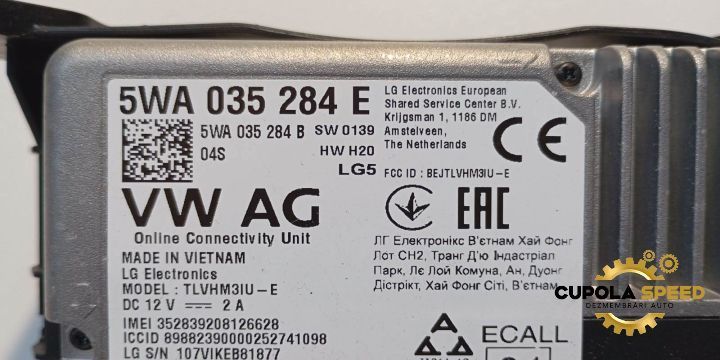 5WA 035 284 E
5WA 035 284 B SW 0139
04S HW H20
LG5
LG Electronics European
Shared Service Center B.V.
Krijgsman 1, 1186 DM
Amstelveen,
The Netherlands
CE
FCC ID : BEJTLVHM3IU-E
VW AG
Online Connectivity Unit
EAC
MADE IN VIETNAM
LG Electronics
MODEL : TLVHM3IU-E
DC 12 V 2 A
IMEI 352839208126628
ICCID 89882390000252741098
LG S/N 107VIKEB81877
ЛГ Електронікс В'єтнам Хай Фонг
Лот СН2, Транг Д'ю Індастріал
Парк, Ле Лой Комуна, Ан, Дуонг
Дістрікт, Хай Фонг Сіті, В'єтнам
ECALL
CUPOLA SPEED
DEZMEMBRĂRI AUTO